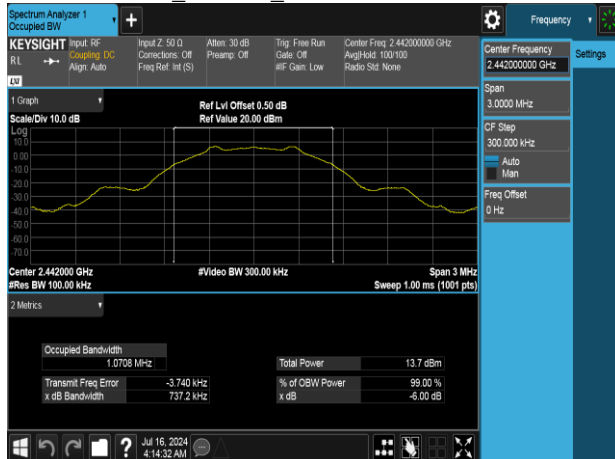 Spectrum Analyzer 1
Occupied BW
Frequency
KEYSIGHT
RL
Input: RF
Coupling: DC
Align: Auto
Input Z: 50 Ω
Corrections: Off
Freq Ref: Int (S)
Atten: 30 dB
Preamp: Off
Trig: Free Run
Gate: Off
#IF Gain: Low
Center Freq: 2.442000000 GHz
Avg|Hold: 100/100
Radio Std: None
LXI
Center Frequency
2.442000000 GHz
Settings
Span
3.0000 MHz
CF Step
300.000 kHz
Auto
Man
Freq Offset
0 Hz
1 Graph
Scale/Div 10.0 dB
Ref Lvl Offset 0.50 dB
Ref Value 20.00 dBm
Log
10.0
0.00
-10.0
-20.0
-30.0
-40.0
-50.0
-60.0
-70.0
Center 2.442000 GHz
#Video BW 300.00 kHz
Span 3 MHz
#Res BW 100.00 kHz
Sweep 1.00 ms (1001 pts)
2 Metrics
Occupied Bandwidth
1.0708 MHz
Total Power 13.7 dBm
Transmit Freq Error -3.740 kHz
% of OBW Power 99.00 %
x dB Bandwidth 737.2 kHz
x dB -6.00 dB
?
Jul 16, 2024
4:14:32 AM